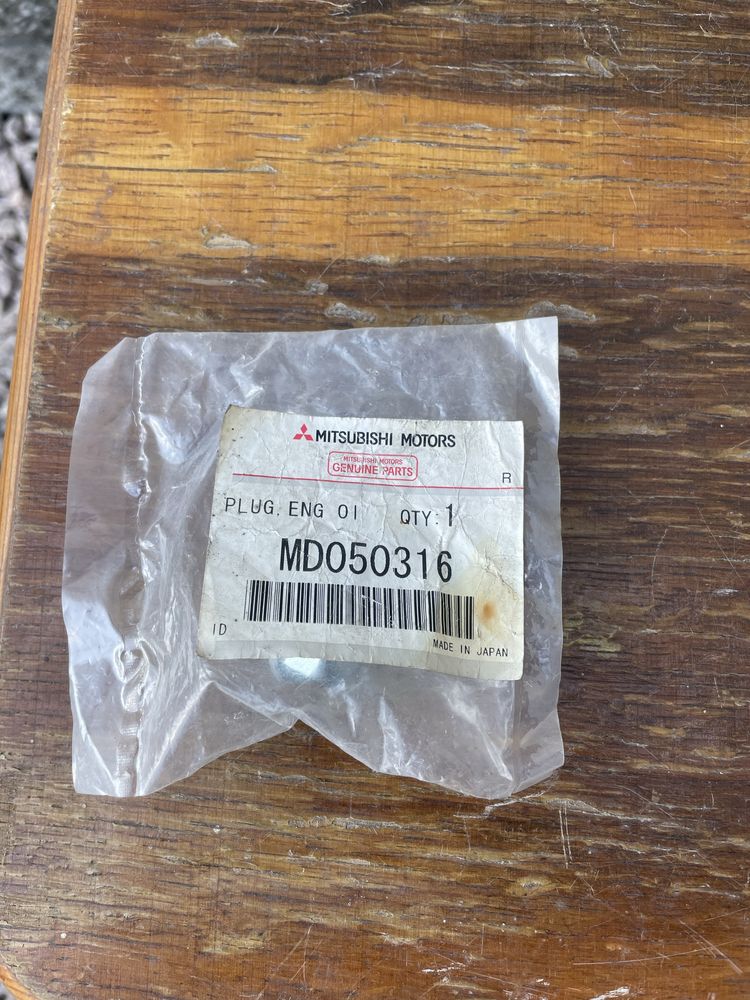 MITSUBISHI MOTORS
MITSUBISHI MOTORS
GENUINE PARTS
R
PLUG, ENG OI QTY:1
MD050316
ID
MADE IN JAPAN